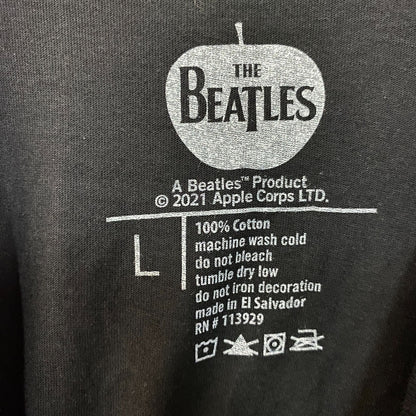 THE
BEATLES
A Beatles™ Product
© 2021 Apple Corps LTD.
L
100% Cotton
machine wash cold
do not bleach
tumble dry low
do not iron decoration
made in El Salvador
RN # 113929